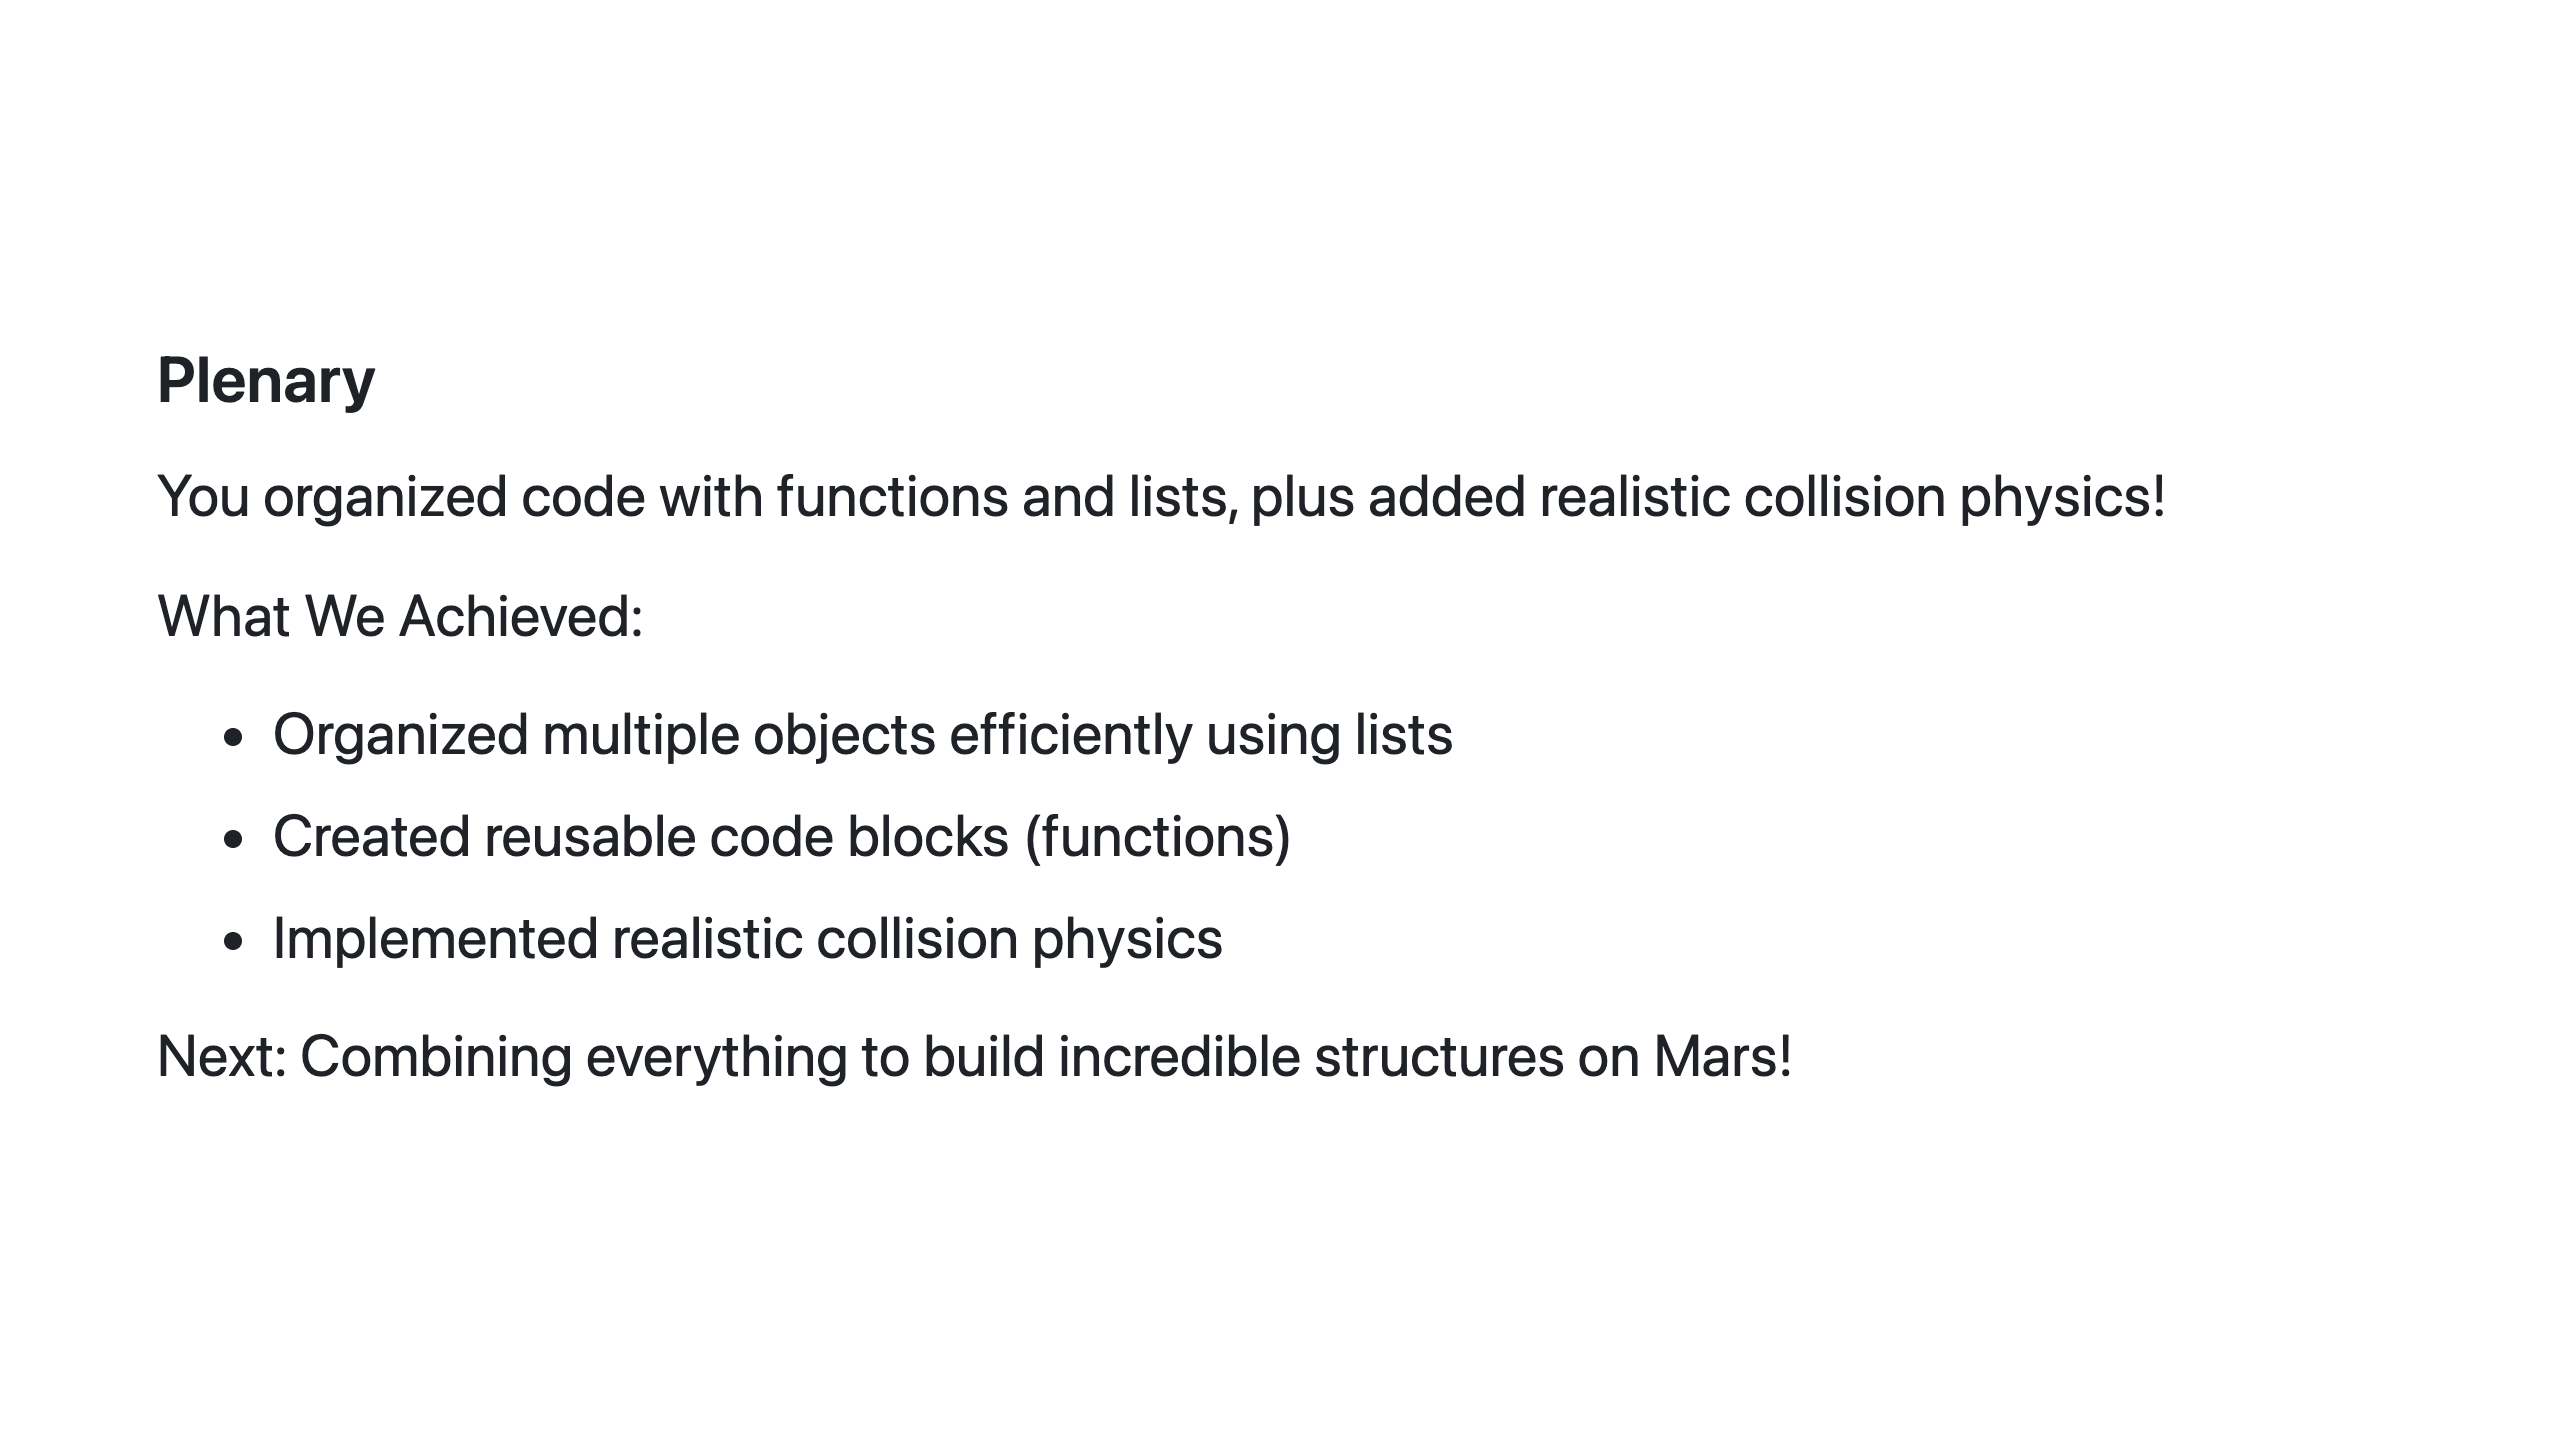 Plenary
You organized code with functions and lists, plus added realistic collision physics!
What We Achieved:
• Organized multiple objects efficiently using lists
• Created reusable code blocks (functions)
• Implemented realistic collision physics
Next: Combining everything to build incredible structures on Mars!